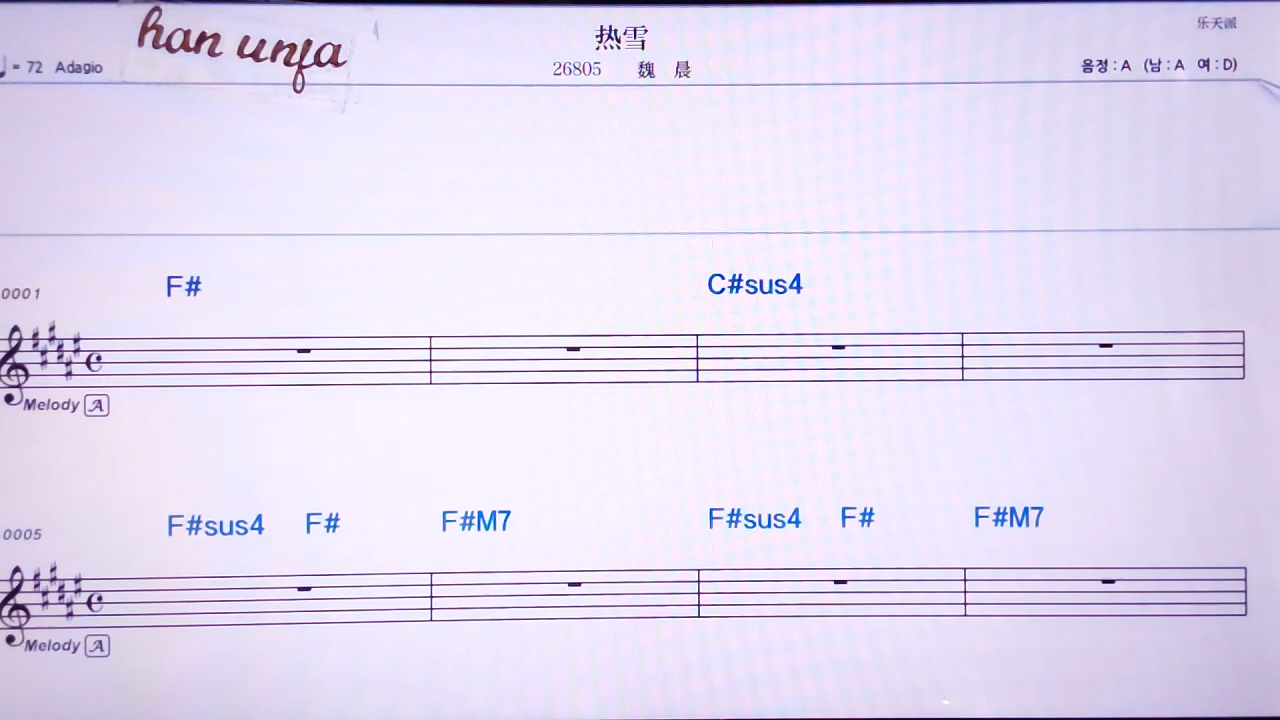 han unfa
热雪
乐天派
♩ = 72 Adagio
26805 魏 晨
음정 : A (남 : A 여 : D)
F# C#sus4
0001
Melody A
F#sus4 F# F#M7 F#sus4 F# F#M7
0005
Melody A